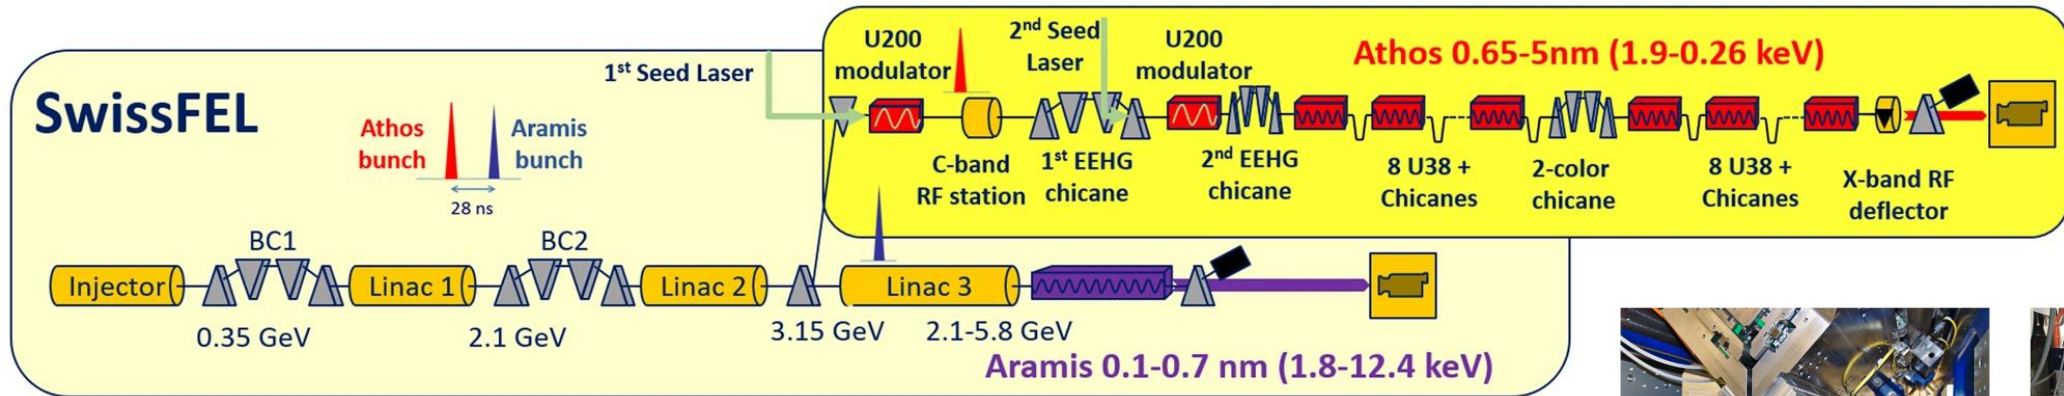 SwissFEL
Athos
bunch
Aramis
bunch
28 ns
1st Seed Laser
U200
modulator
2nd Seed
Laser
U200
modulator
Athos 0.65-5nm (1.9-0.26 keV)
C-band
RF station
1st EEHG
chicane
2nd EEHG
chicane
8 U38 +
Chicanes
2-color
chicane
8 U38 +
Chicanes
X-band RF
deflector
BC1
BC2
Injector
Linac 1
Linac 2
Linac 3
0.35 GeV
2.1 GeV
3.15 GeV
2.1-5.8 GeV
Aramis 0.1-0.7 nm (1.8-12.4 keV)